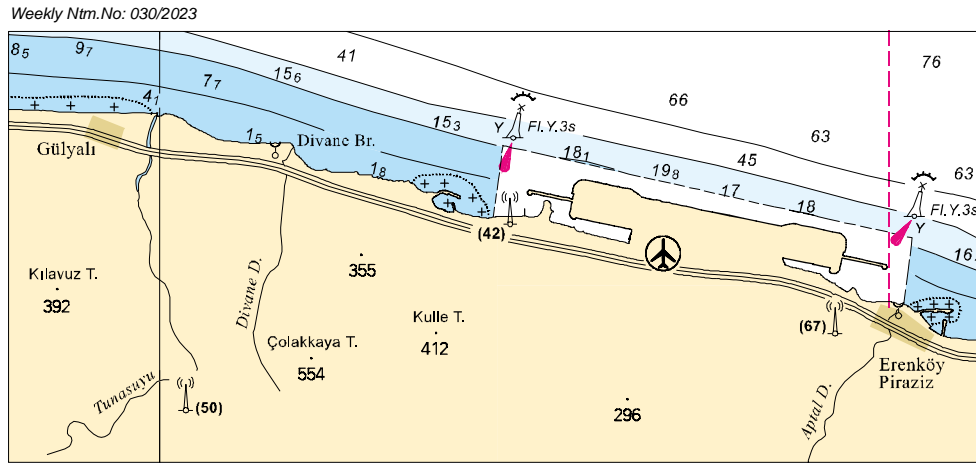 Weekly Ntm.No: 030/2023
8₅ 9₇ 41 76
15₆ 66
7₇
4₁ 15₃ Y Fl.Y.3s 63
1₅ Divane Br. 18₁ 45 63
Gülyalı
1₈ 19₈ 17 18 Fl.Y.3s
Y
(42)
16₁
355
Kılavuz T.
392
Divane D.
Kulle T.
412
(67)
Çolakkaya T.
554
Erenköy
Piraziz
Tunasuyu
(50)
296
Aptal D.